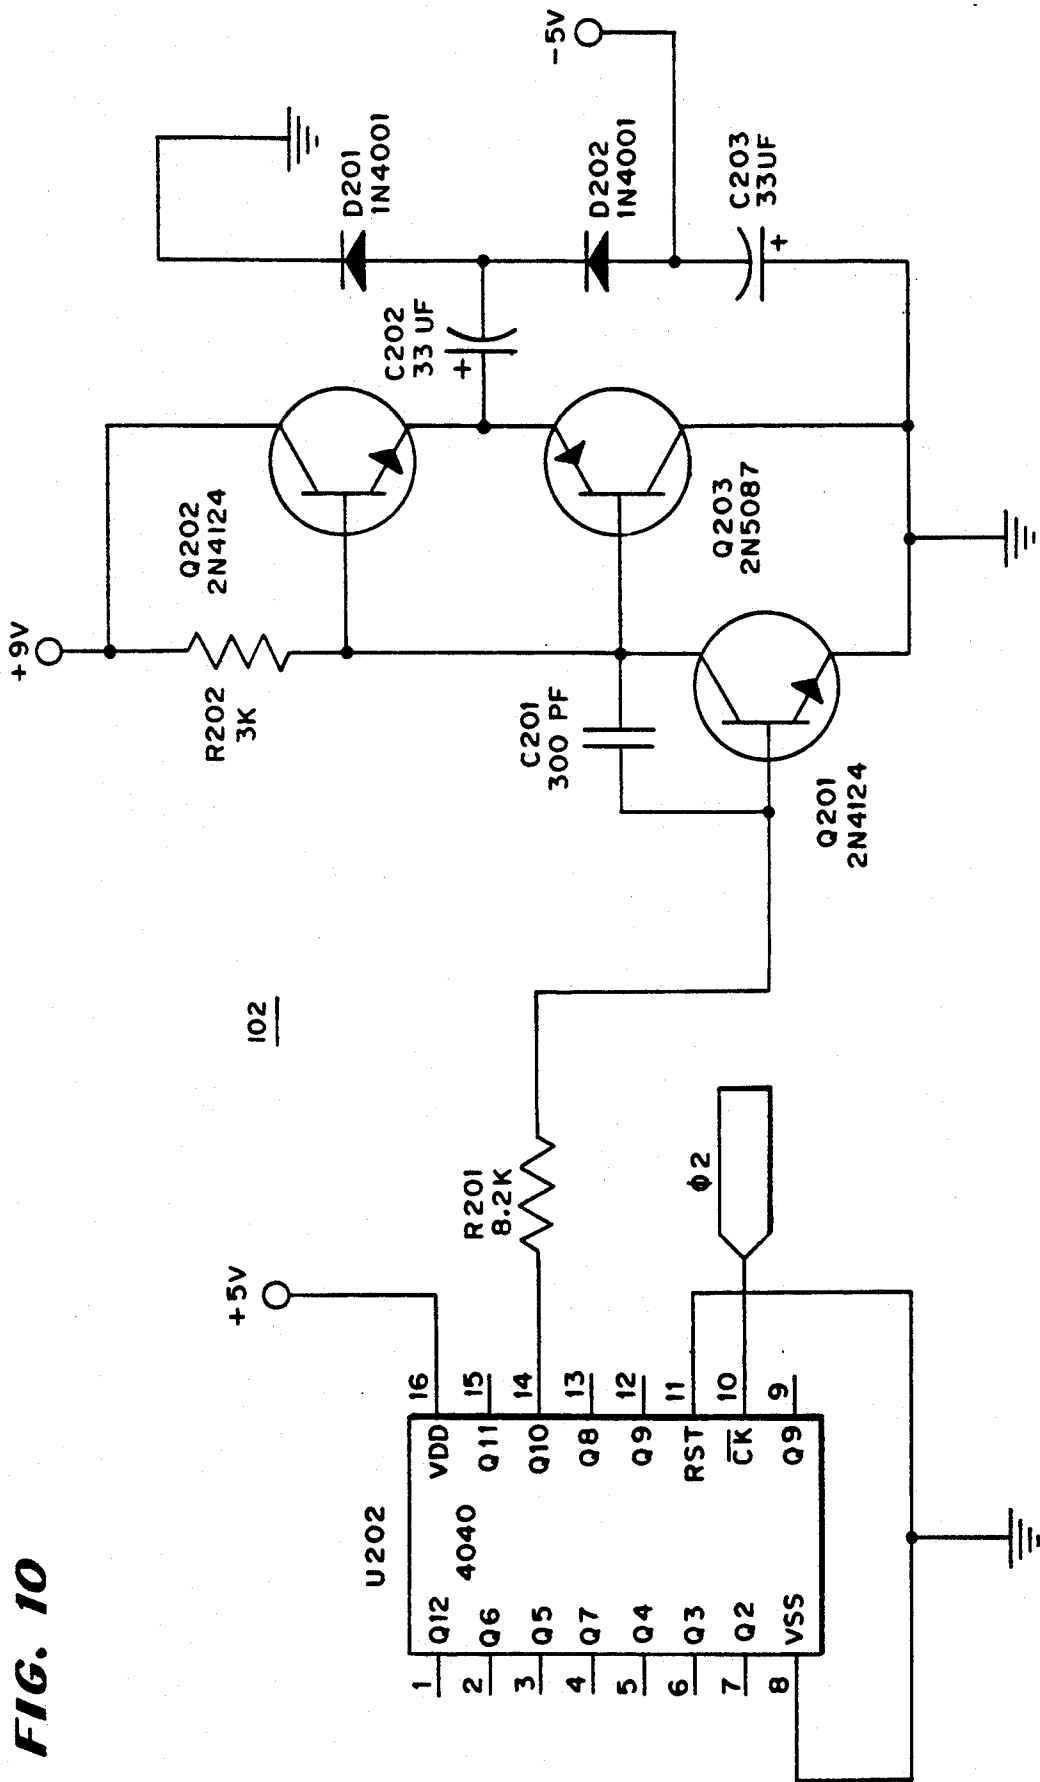 FIG. 10
102
U202
4040
1
Q12
2
Q6
3
Q5
4
Q7
5
Q4
6
Q3
7
Q2
8
VSS
VDD
16
Q11
15
Q10
14
Q8
13
Q9
12
RST
11
CK
10
Q9
9
+5V
R201
8.2K
Φ2
+9V
R202
3K
Q202
2N4124
C201
300 PF
Q201
2N4124
Q203
2N5087
C202
33 UF
+
D201
1N4001
D202
1N4001
C203
33UF
+
-5V